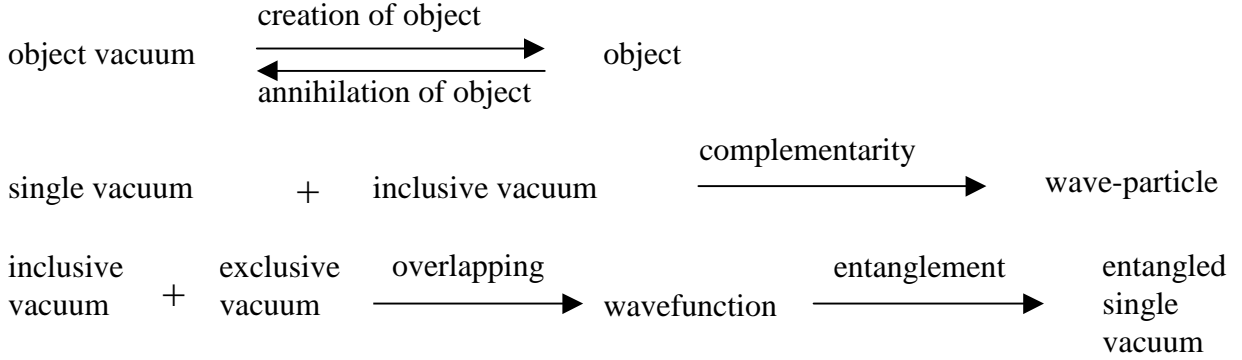 creation of object
object vacuum object
annihilation of object
complementarity
single vacuum + inclusive vacuum wave-particle
inclusive exclusive overlapping entanglement entangled
vacuum + vacuum wavefunction single
vacuum